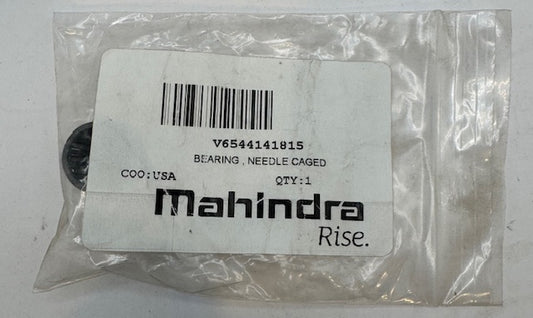 V6544141815
BEARING , NEEDLE CAGED
COO:USA QTY:1
Mahindra
Rise.